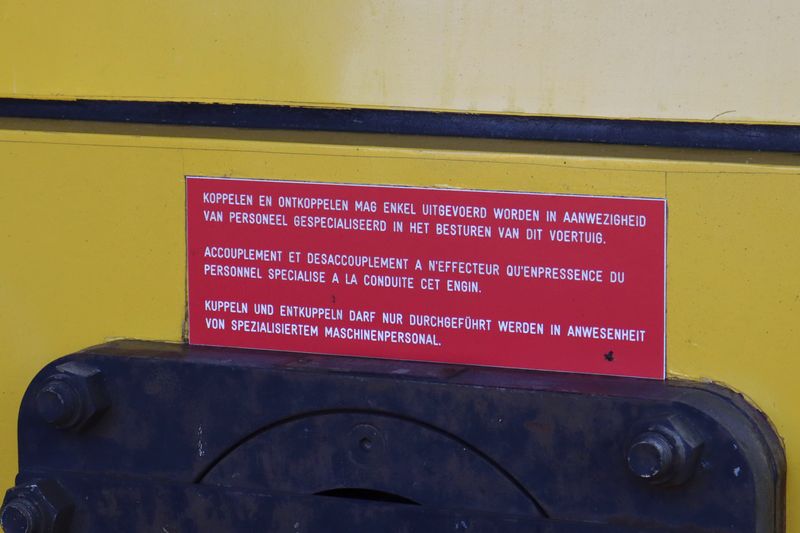 KOPPELEN EN ONTKOPPELEN MAG ENKEL UITGEVOERD WORDEN IN AANWEZIGHEID
VAN PERSONEEL GESPECIALISEERD IN HET BESTUREN VAN DIT VOERTUIG.
ACCOUPLEMENT ET DESACCOUPLEMENT A N'EFFECTEUR QU'ENPRESSENCE DU
PERSONNEL SPECIALISE A LA CONDUITE CET ENGIN.
KUPPELN UND ENTKUPPELN DARF NUR DURCHGEFÜHRT WERDEN IN ANWESENHEIT
VON SPEZIALISIERTEM MASCHINENPERSONAL.